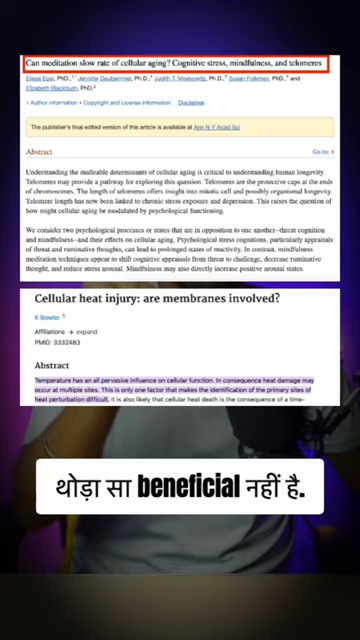 Can meditation slow rate of cellular aging? Cognitive stress, mindfulness, and telomeres
Elissa Epel, PhD, Jennifer Daubenmier, PhD, Judith T. Moskowitz, PhD, Susan Folkman, PhD, and
Elizabeth Blackburn, PhD
› Author information › Copyright and License information Disclaimer
The publisher's final edited version of this article is available at Ann N Y Acad Sci
Abstract
Go to:
Understanding the malleable determinants of cellular aging is critical to understanding human longevity.
Telomeres may provide a pathway for exploring this question. Telomeres are the protective caps at the ends
of chromosomes. The length of telomeres offers insight into mitotic cell and possibly organismal longevity.
Telomere length has now been linked to chronic stress exposure and depression. This raises the question of
how might cellular aging be modulated by psychological functioning.
We consider two psychological processes or states that are in opposition to one another–threat cognition
and mindfulness–and their effects on cellular aging. Psychological stress cognitions, particularly appraisals
of threat and ruminative thoughts, can lead to prolonged states of reactivity. In contrast, mindfulness
meditation techniques appear to shift cognitive appraisals from threat to challenge, decrease ruminative
thought, and reduce stress arousal. Mindfulness may also directly increase positive arousal states.
Cellular heat injury: are membranes involved?
K Bowler
Affiliations + expand
PMID: 3332483
Abstract
Temperature has an all pervasive influence on cellular function. In consequence heat damage may
occur at multiple sites. This is only one factor that makes the identification of the primary sites of
heat perturbation difficult. It is also likely that cellular heat death is the consequence of a time-
थोड़ा सा beneficial नहीं है.